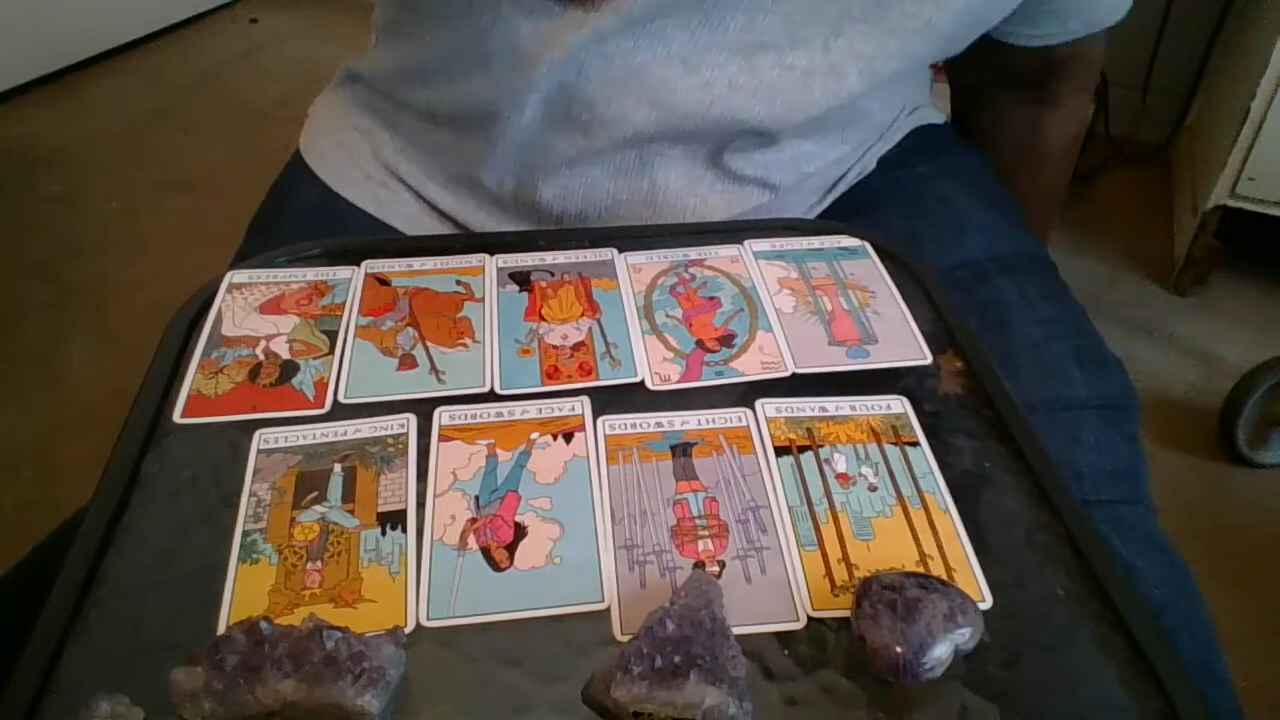 THE EMPRESS
KNIGHT of WANDS
QUEEN of WANDS
THE WORLD
ACE of CUPS
KING of PENTACLES
PAGE of SWORDS
EIGHT of SWORDS
FOUR of WANDS